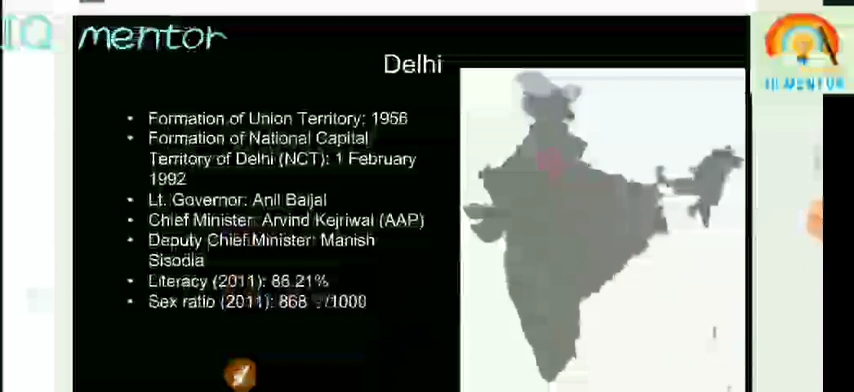 IQ mentor
IQ MENTOR
Delhi
• Formation of Union Territory: 1956
• Formation of National Capital
Territory of Delhi (NCT): 1 February
1992
• Lt. Governor: Anil Baijal
• Chief Minister: Arvind Kejriwal (AAP)
• Deputy Chief Minister: Manish
Sisodia
• Literacy (2011): 86.21%
• Sex ratio (2011): 868 : /1000